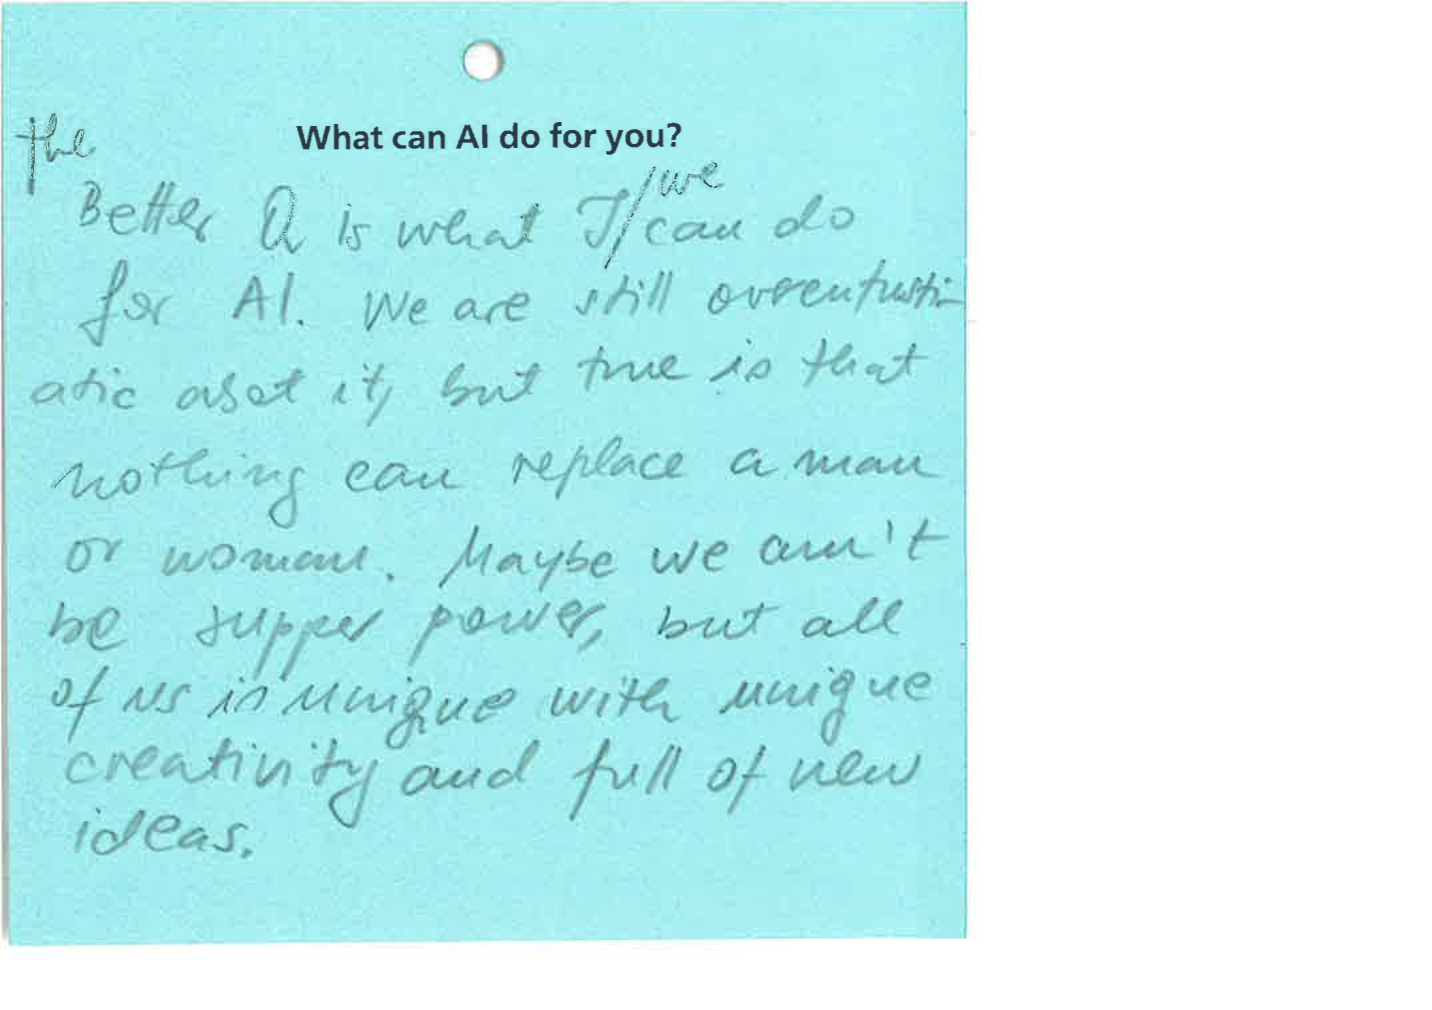 What can AI do for you?
the
Better Q is what I/we can do
for AI. We are still overentusti-
atic abot it, but true is that
nothing can replace a man
or woman. Maybe we
be supper power, but all
of us is unique with unique
creativity and full of new
ideas.